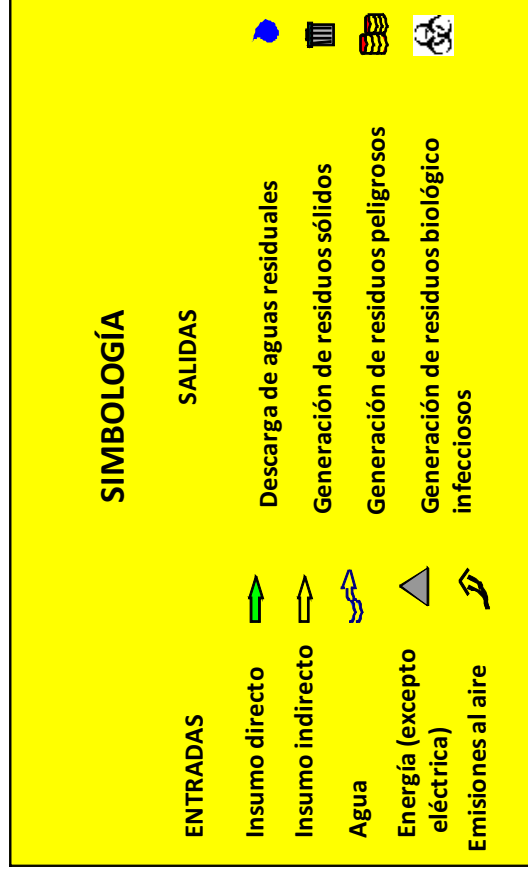 SIMBOLOGÍA
ENTRADAS
Insumo directo
Insumo indirecto
Agua
Energía (excepto
eléctrica)
Emisiones al aire
SALIDAS
Descarga de aguas residuales
Generación de residuos sólidos
Generación de residuos peligrosos
Generación de residuos biológico
infecciosos